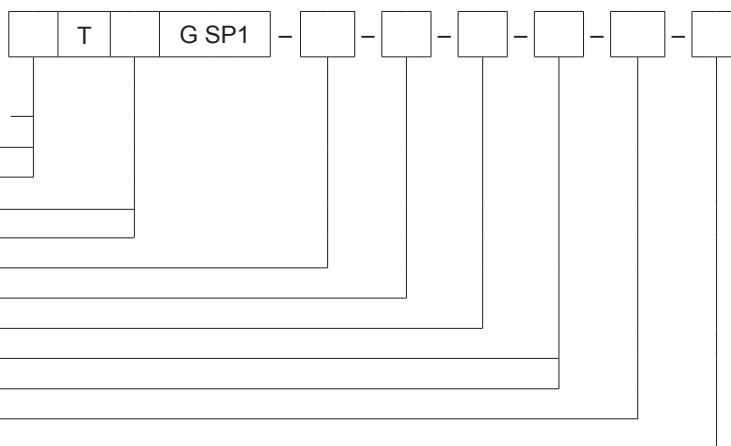 T G SP1 – – – – – –